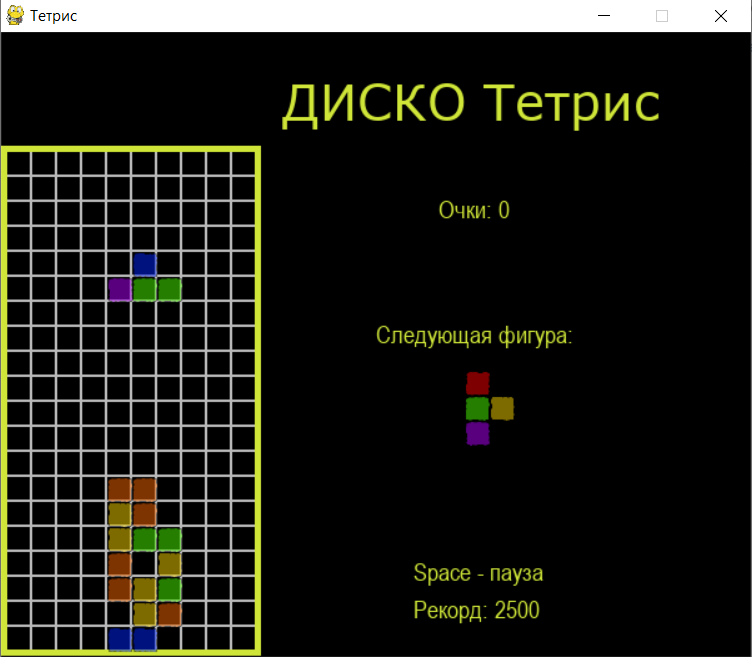 Тетрис
ДИСКО Тетрис
Очки: 0
Следующая фигура:
Space - пауза
Рекорд: 2500